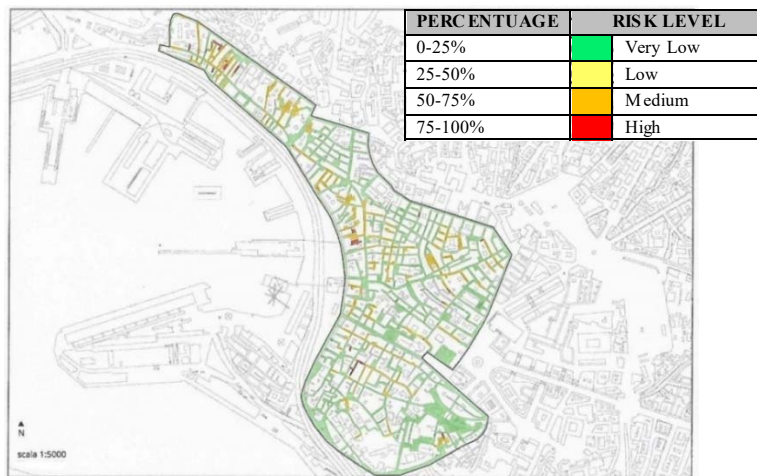 PERCENTUAGE RISK LEVEL
0-25% Very Low
25-50% Low
50-75% Medium
75-100% High
N
scala 1:5000